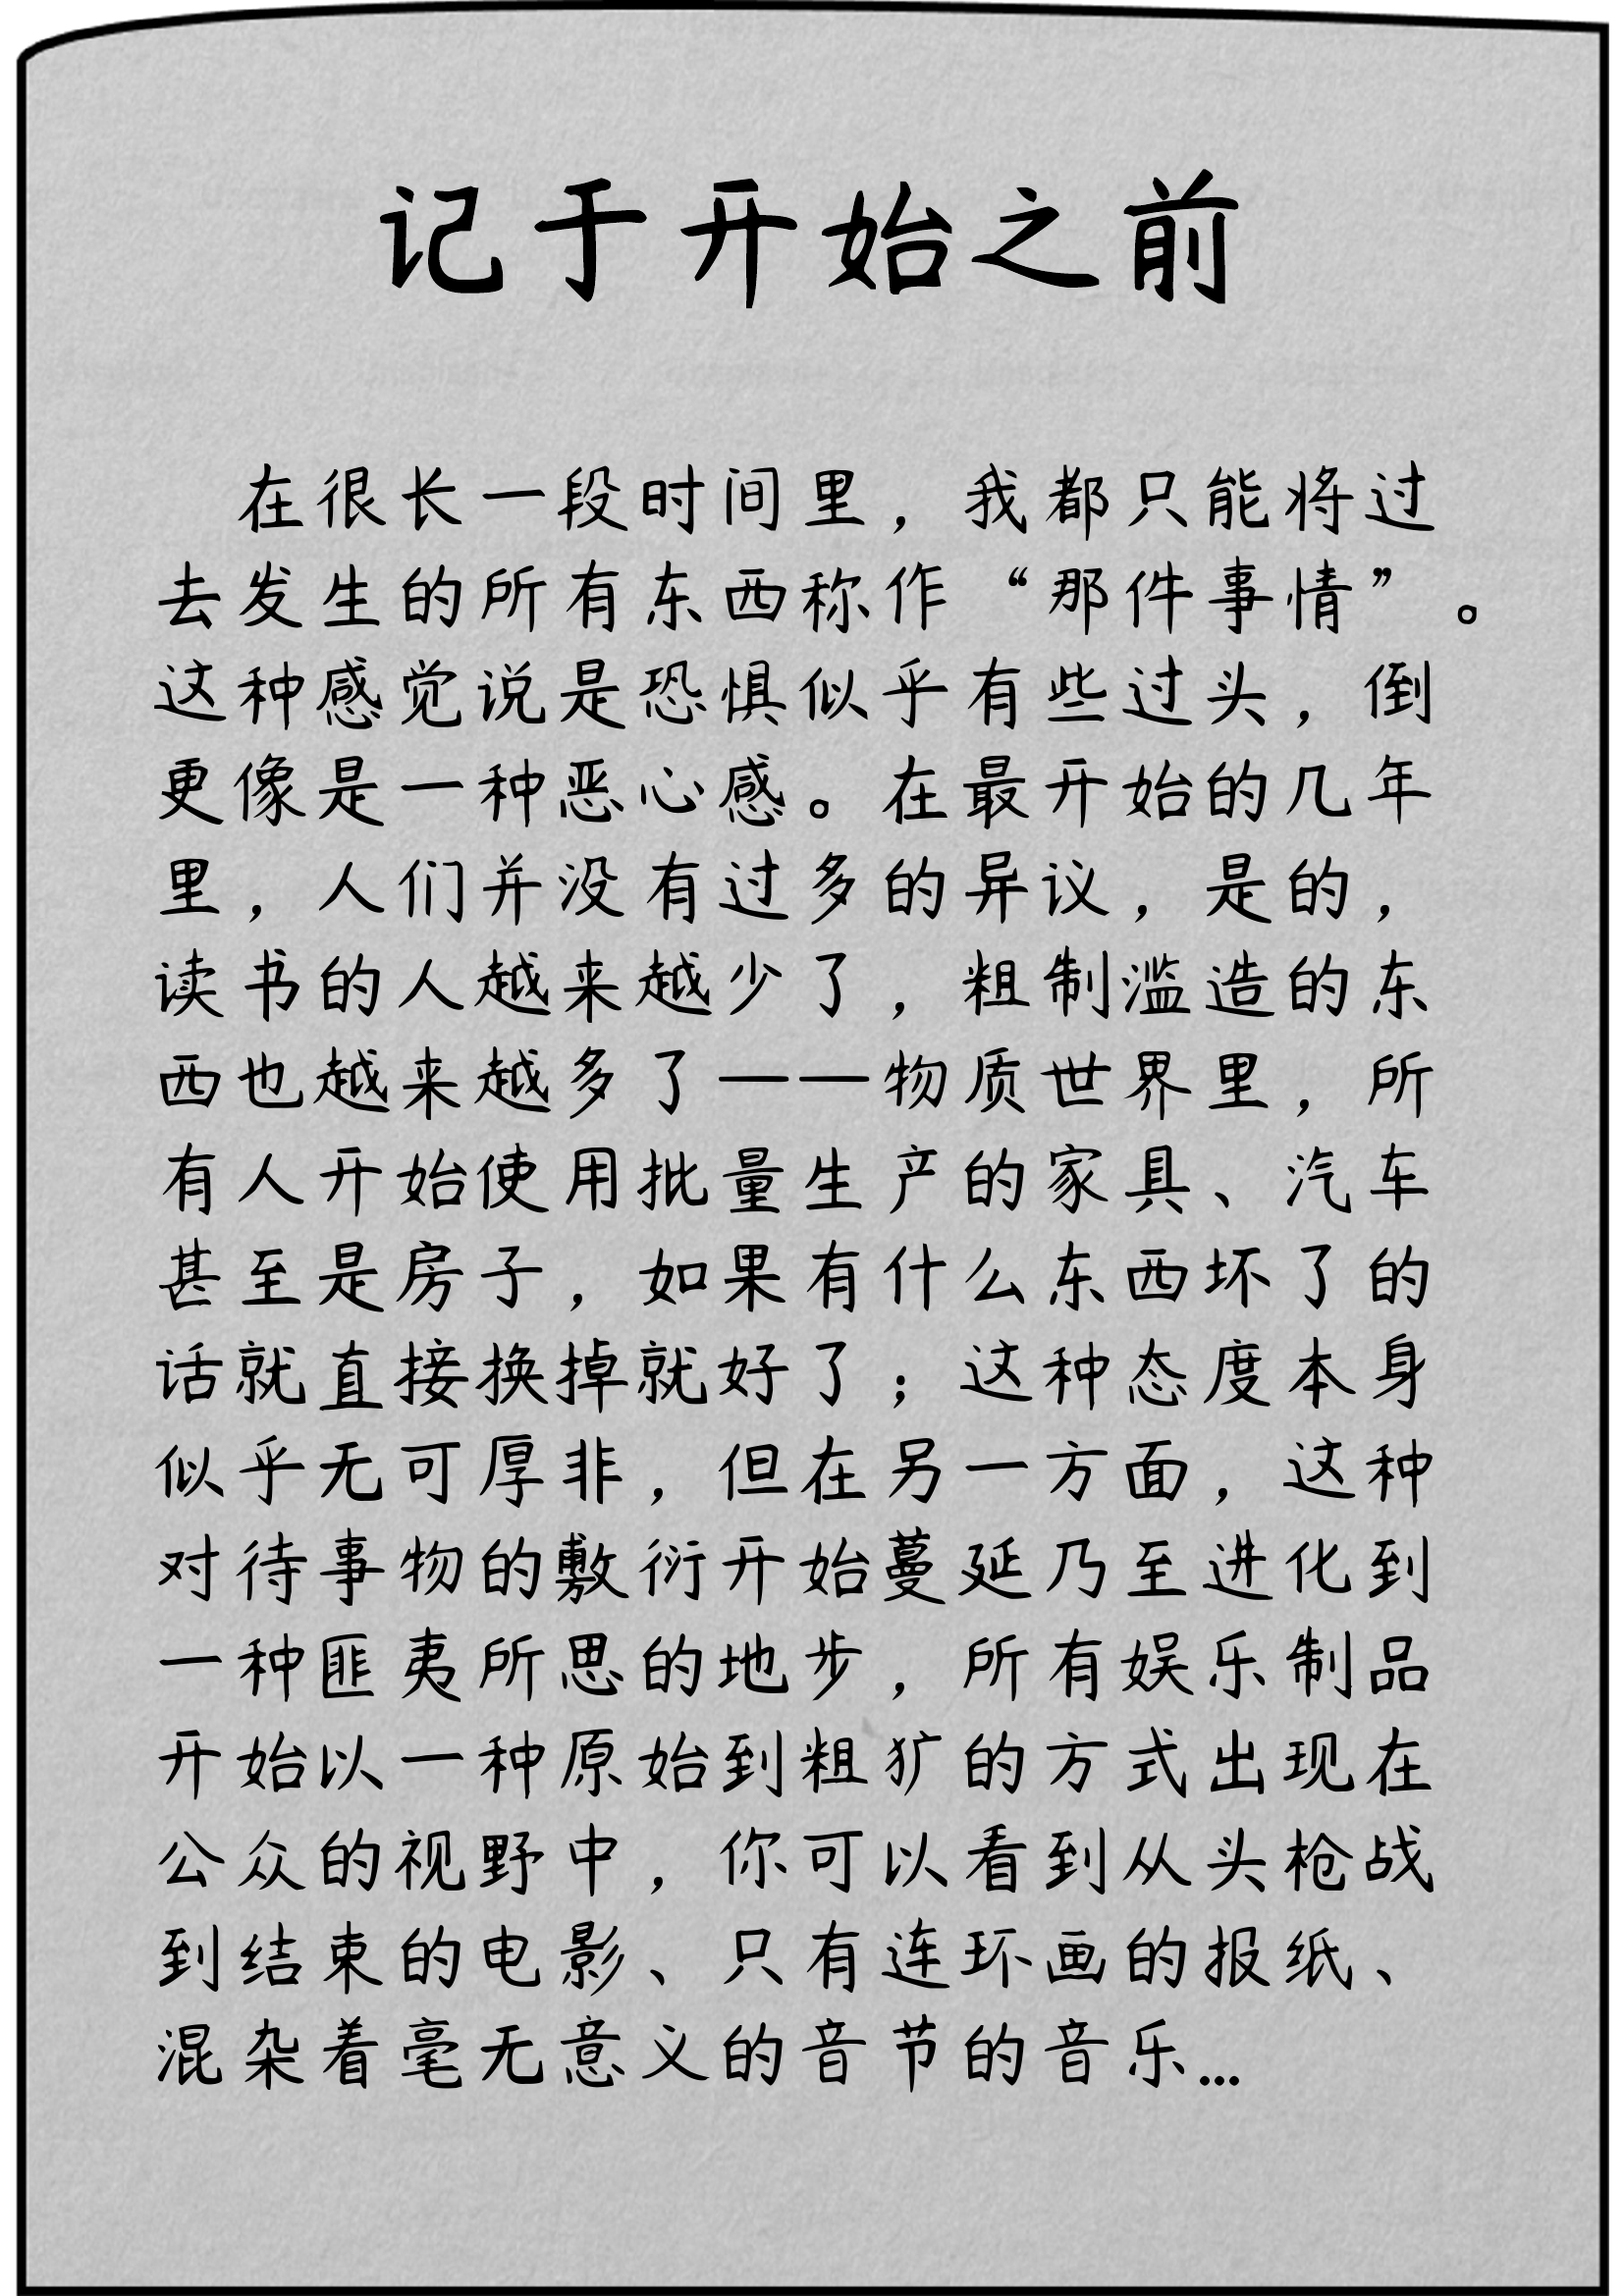 记于开始之前
在很长一段时间里，我都只能将过
去发生的所有东西称作“那件事情”。
这种感觉说是恐惧似乎有些过头，倒
更像是一种恶心感。在最开始的几年
里，人们并没有过多的异议，是的，
读书的人越来越少了，粗制滥造的东
西也越来越多了——物质世界里，所
有人开始使用批量生产的家具、汽车
甚至是房子，如果有什么东西坏了的
话就直接换掉就好了；这种态度本身
似乎无可厚非，但在另一方面，这种
对待事物的敷衍开始蔓延乃至进化到
一种匪夷所思的地步，所有娱乐制品
开始以一种原始到粗犷的方式出现在
公众的视野中，你可以看到从头枪战
到结束的电影、只有连环画的报纸、
混杂着毫无意义的音节的音乐…